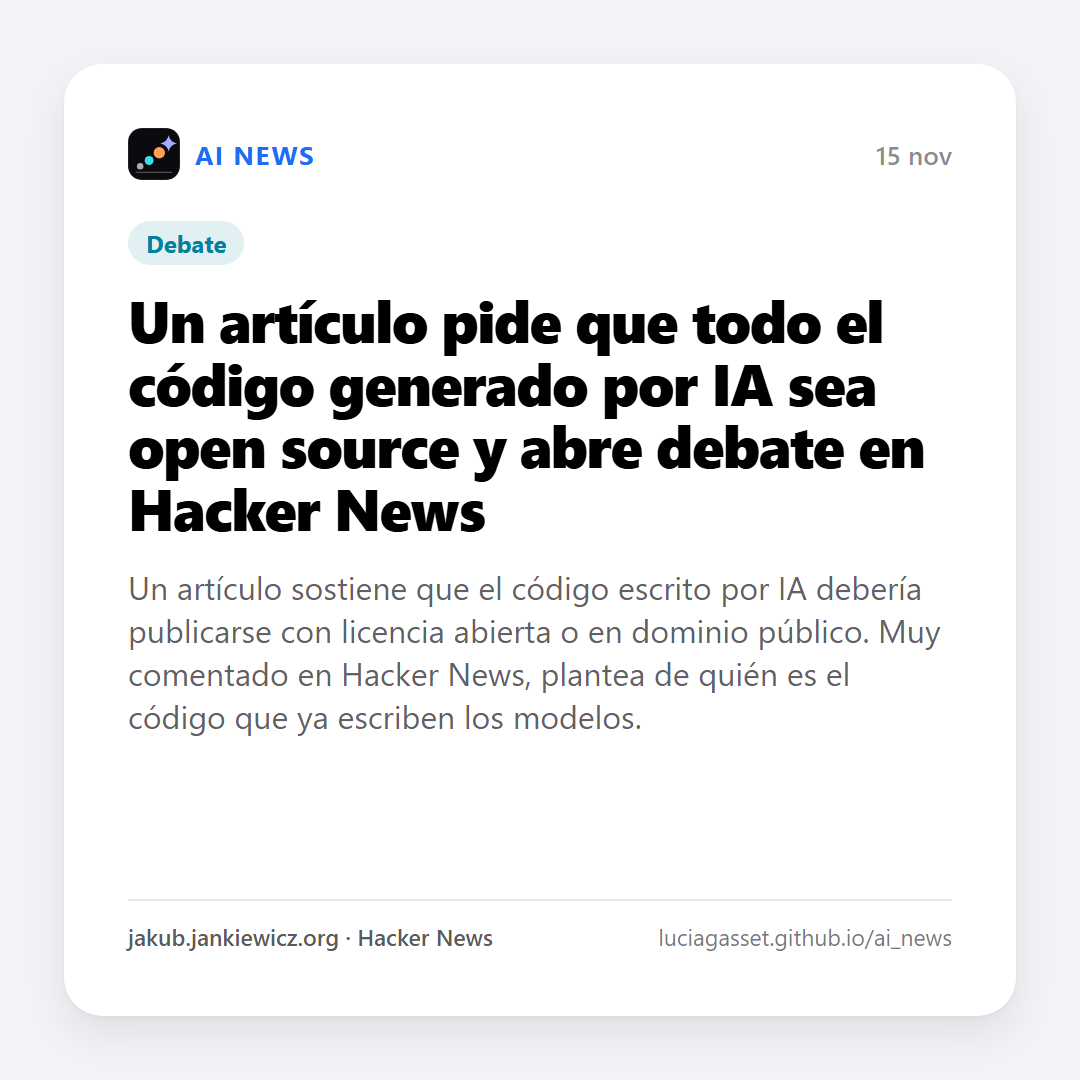 AI NEWS
15 nov
Debate
Un artículo pide que todo el
código generado por IA sea
open source y abre debate en
Hacker News
Un artículo sostiene que el código escrito por IA debería
publicarse con licencia abierta o en dominio público. Muy
comentado en Hacker News, plantea de quién es el
código que ya escriben los modelos.
jakub.jankiewicz.org · Hacker News
luciagasset.github.io/ai_news